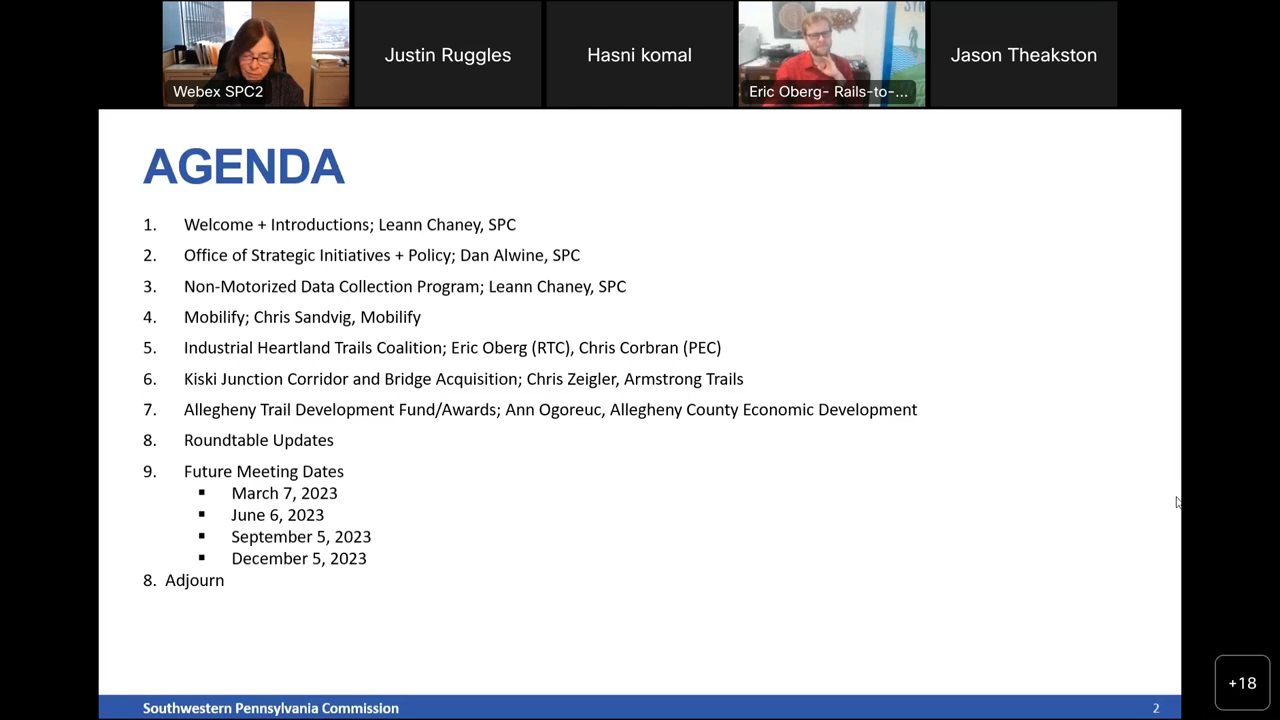 Webex SPC2
Justin Ruggles
Hasni komal
Eric Oberg- Rails-to-...
Jason Theakston
AGENDA
1. Welcome + Introductions; Leann Chaney, SPC
2. Office of Strategic Initiatives + Policy; Dan Alwine, SPC
3. Non-Motorized Data Collection Program; Leann Chaney, SPC
4. Mobilify; Chris Sandvig, Mobilify
5. Industrial Heartland Trails Coalition; Eric Oberg (RTC), Chris Corbran (PEC)
6. Kiski Junction Corridor and Bridge Acquisition; Chris Zeigler, Armstrong Trails
7. Allegheny Trail Development Fund/Awards; Ann Ogoreuc, Allegheny County Economic Development
8. Roundtable Updates
9. Future Meeting Dates
▪ March 7, 2023
▪ June 6, 2023
▪ September 5, 2023
▪ December 5, 2023
8. Adjourn
+18
Southwestern Pennsylvania Commission 2